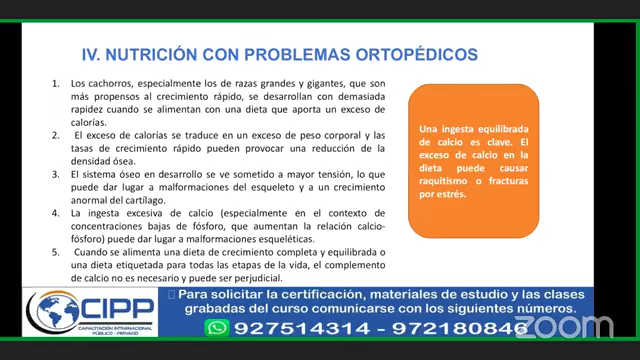 IV. NUTRICIÓN CON PROBLEMAS ORTOPÉDICOS
1. Los cachorros, especialmente los de razas grandes y gigantes, que son
más propensos al crecimiento rápido, se desarrollan con demasiada
rapidez cuando se alimentan con una dieta que aporta un exceso de
calorías.
2. El exceso de calorías se traduce en un exceso de peso corporal y las
tasas de crecimiento rápido pueden provocar una reducción de la
densidad ósea.
3. El sistema óseo en desarrollo se ve sometido a mayor tensión, lo que
puede dar lugar a malformaciones del esqueleto y a un crecimiento
anormal del cartílago.
4. La ingesta excesiva de calcio (especialmente en el contexto de
concentraciones bajas de fósforo, que aumentan la relación calcio-
fósforo) puede dar lugar a malformaciones esqueléticas.
5. Cuando se alimenta una dieta de crecimiento completa y equilibrada o
una dieta etiquetada para todas las etapas de la vida, el complemento
de calcio no es necesario y puede ser perjudicial.
Una ingesta equilibrada
de calcio es clave. El
exceso de calcio en la
dieta puede causar
raquitismo o fracturas
por estrés.
CIPP
CAPACITACIÓN INTERNACIONAL
PÚBLICO - PRIVADO
Para solicitar la certificación, materiales de estudio y las clases
grabadas del curso comunicarse con los siguientes números.
927514314 - 972180846
zoom